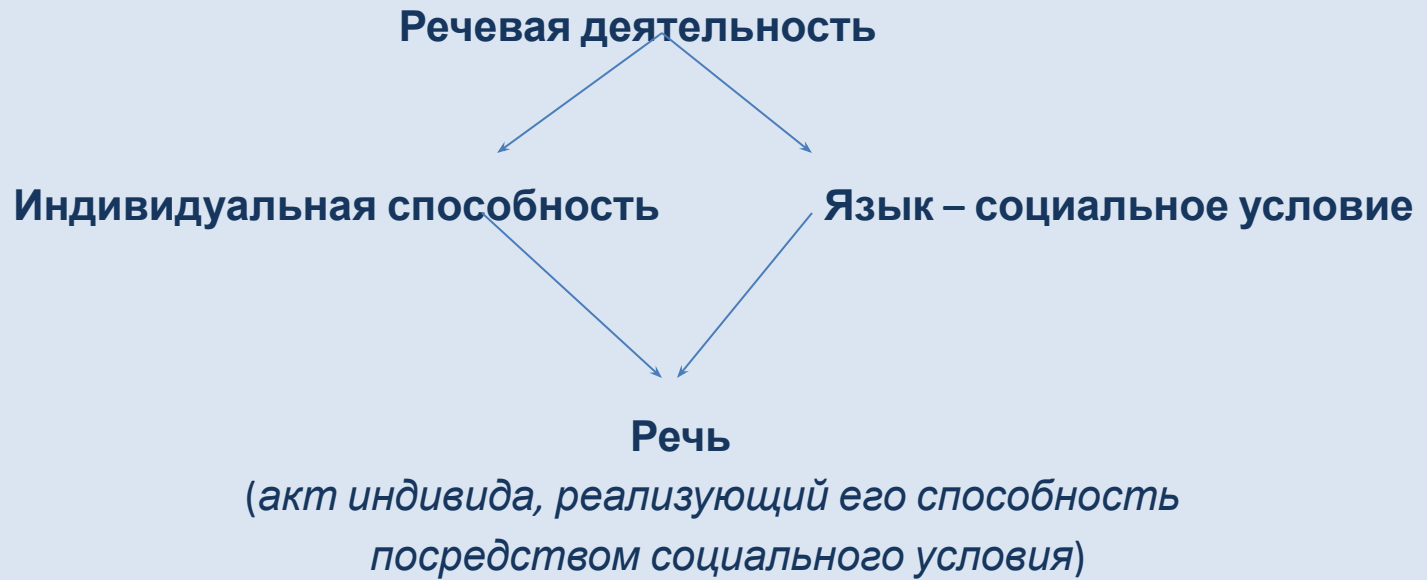 Речевая деятельность
Индивидуальная способность
Язык – социальное условие
Речь
(акт индивида, реализующий его способность
посредством социального условия)